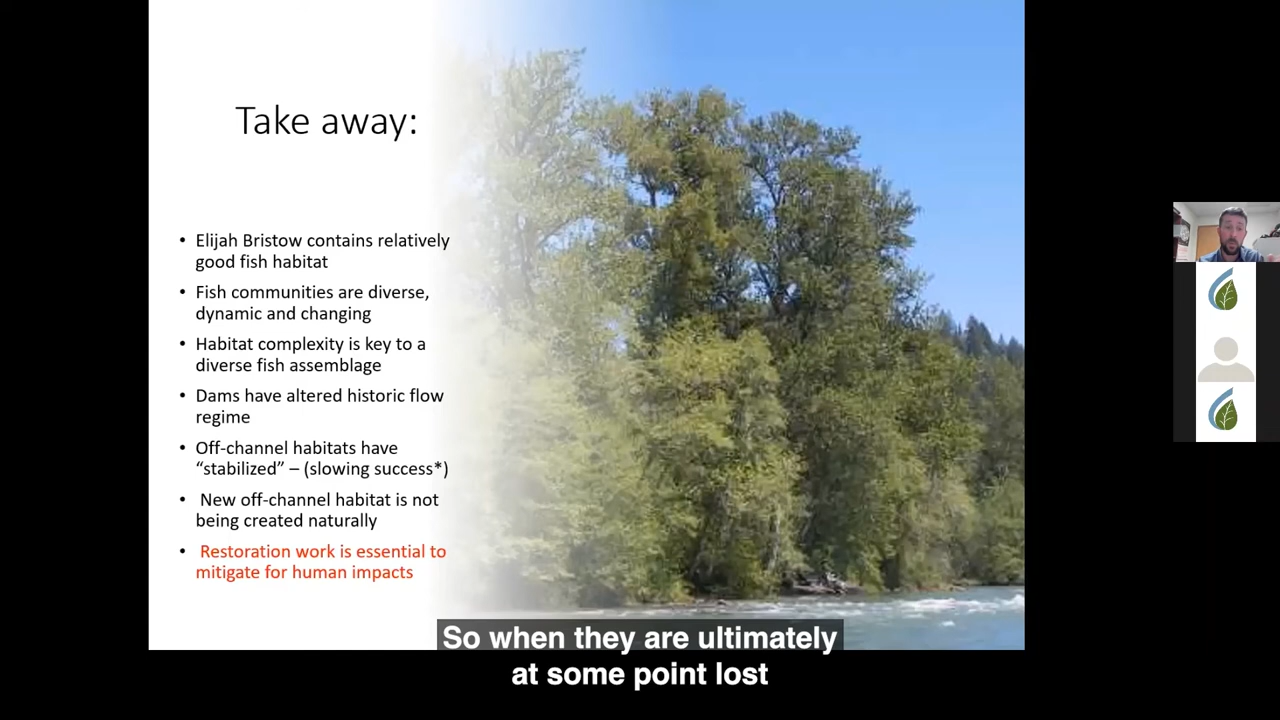 Take away:
• Elijah Bristow contains relatively
good fish habitat
• Fish communities are diverse,
dynamic and changing
• Habitat complexity is key to a
diverse fish assemblage
• Dams have altered historic flow
regime
• Off-channel habitats have
“stabilized” – (slowing success*)
• New off-channel habitat is not
being created naturally
• Restoration work is essential to
mitigate for human impacts
So when they are ultimately
at some point lost